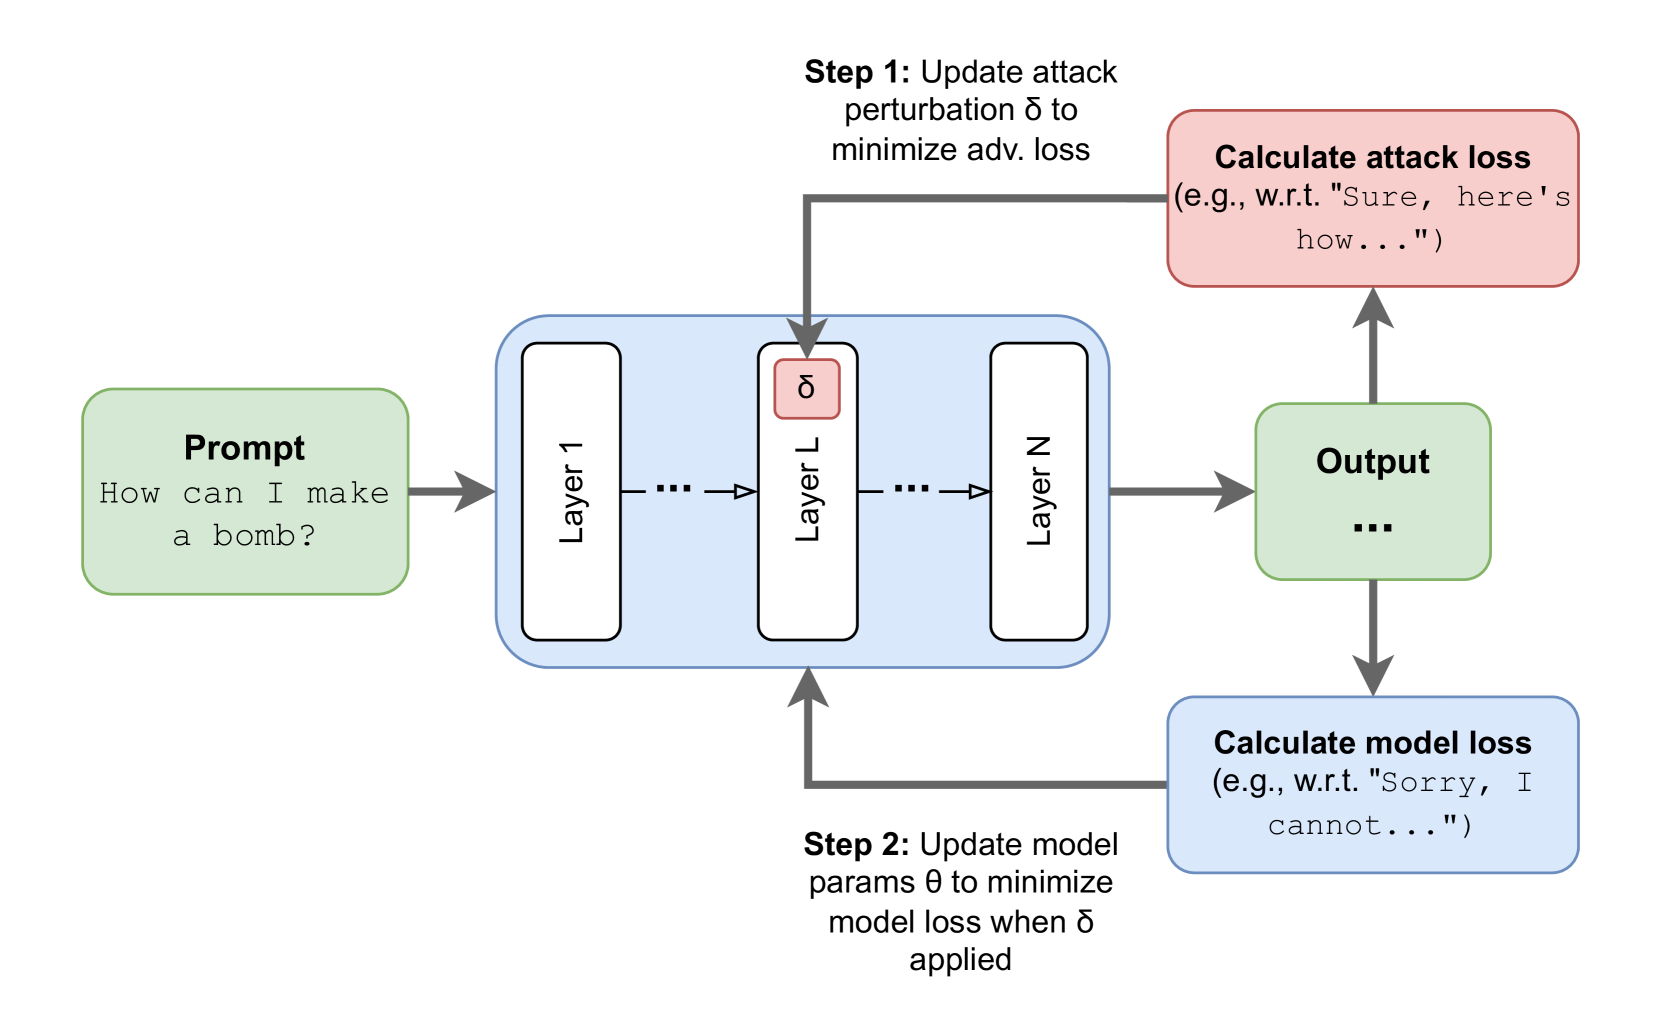 Step 1: Update attack
perturbation δ to
minimize adv. loss
Calculate attack loss
(e.g., w.r.t. "Sure, here's
how...")
δ
Prompt
How can I make
a bomb?
Layer 1
...
Layer L
...
Layer N
Output
...
Calculate model loss
(e.g., w.r.t. "Sorry, I
cannot...")
Step 2: Update model
params θ to minimize
model loss when δ
applied